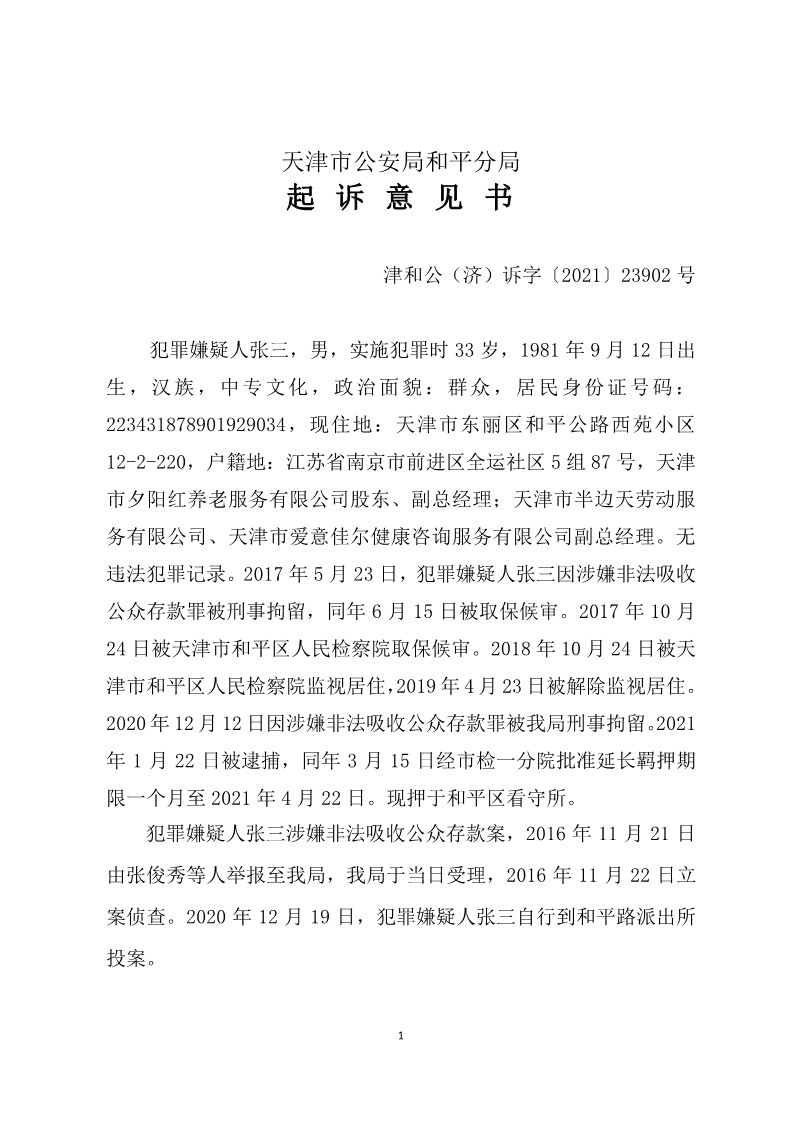 天津市公安局和平分局
起诉意见书
津和公（济）诉字〔2021〕23902 号
犯罪嫌疑人张三，男，实施犯罪时 33 岁，1981 年 9 月 12 日出
生，汉族，中专文化，政治面貌：群众，居民身份证号码：
223431878901929034，现住地：天津市东丽区和平公路西苑小区
12-2-220，户籍地：江苏省南京市前进区全运社区 5 组 87 号，天津
市夕阳红养老服务有限公司股东、副总经理；天津市半边天劳动服
务有限公司、天津市爱意佳尔健康咨询服务有限公司副总经理。无
违法犯罪记录。2017 年 5 月 23 日，犯罪嫌疑人张三因涉嫌非法吸收
公众存款罪被刑事拘留，同年 6 月 15 日被取保候审。2017 年 10 月
24 日被天津市和平区人民检察院取保候审。2018 年 10 月 24 日被天
津市和平区人民检察院监视居住，2019 年 4 月 23 日被解除监视居住。
2020 年 12 月 12 日因涉嫌非法吸收公众存款罪被我局刑事拘留。2021
年 1 月 22 日被逮捕，同年 3 月 15 日经市检一分院批准延长羁押期
限一个月至 2021 年 4 月 22 日。现押于和平区看守所。
犯罪嫌疑人张三涉嫌非法吸收公众存款案，2016 年 11 月 21 日
由张俊秀等人举报至我局，我局于当日受理，2016 年 11 月 22 日立
案侦查。2020 年 12 月 19 日，犯罪嫌疑人张三自行到和平路派出所
投案。
1